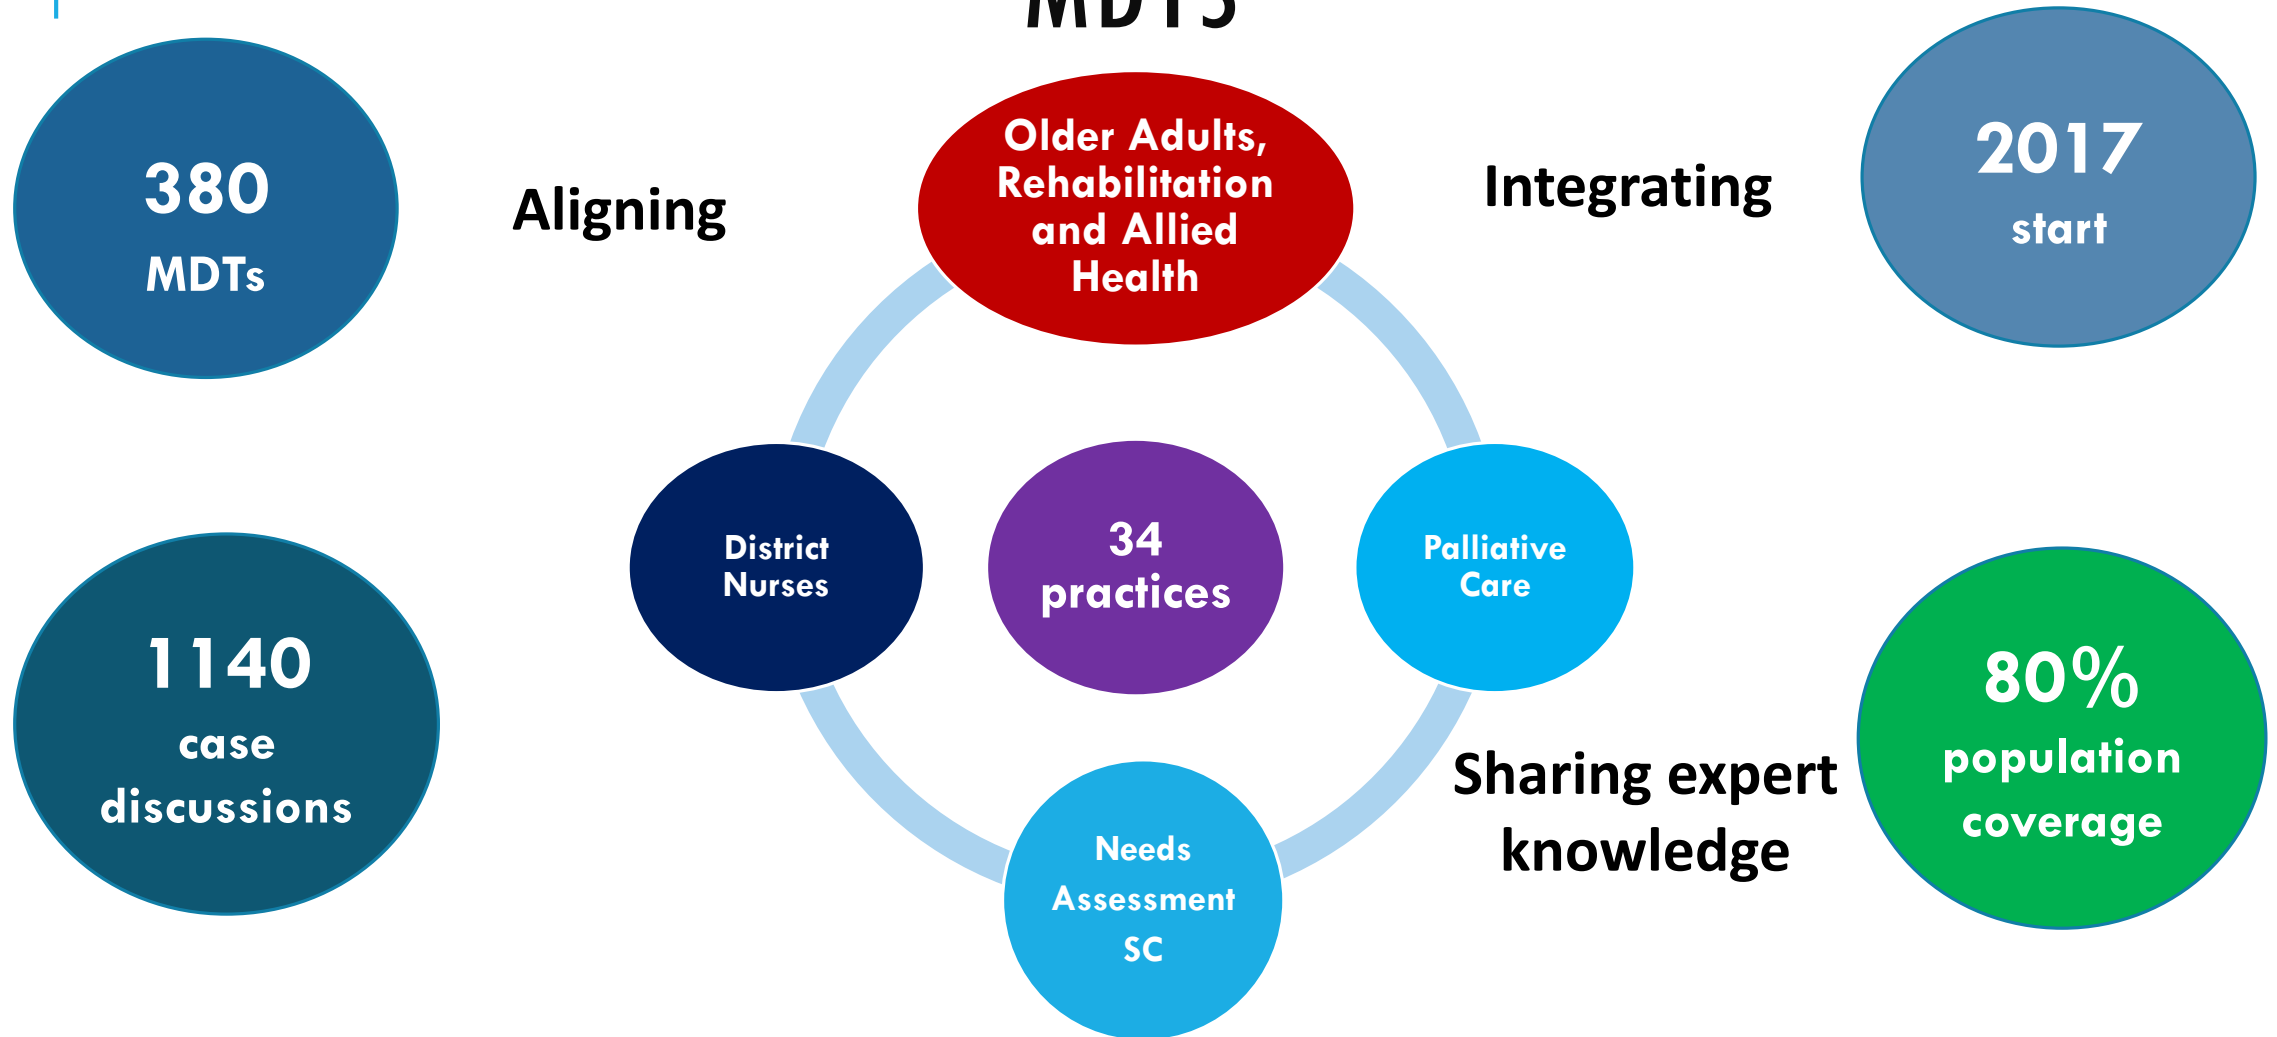 MDTS
380
MDTs
Aligning
Older Adults,
Rehabilitation
and Allied
Health
Integrating
2017
start
District
Nurses
34
practices
Palliative
Care
1140
case
discussions
Needs
Assessment
SC
Sharing expert
knowledge
80%
population
coverage